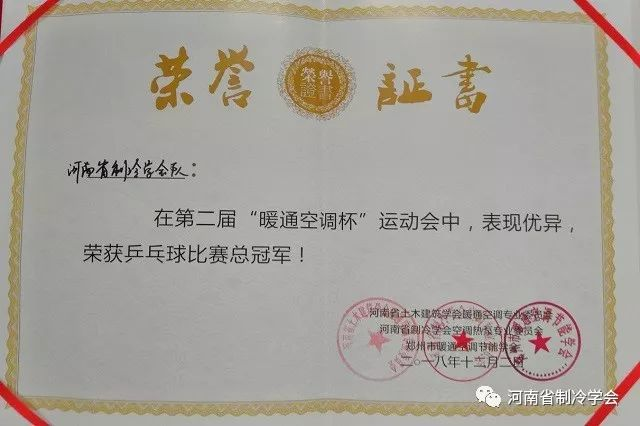 荣誉
證書
荣誉
證書
河南省制冷学会队：
在第二届“暖通空调杯”运动会中，表现优异，
荣获乒乓球比赛总冠军！
河南省土木建筑学会暖通空调专业委员会
河南省制冷学会空调热泵专业委员会
郑州市暖通空调节能学会
二〇一八年十二月二
河南省制冷学会